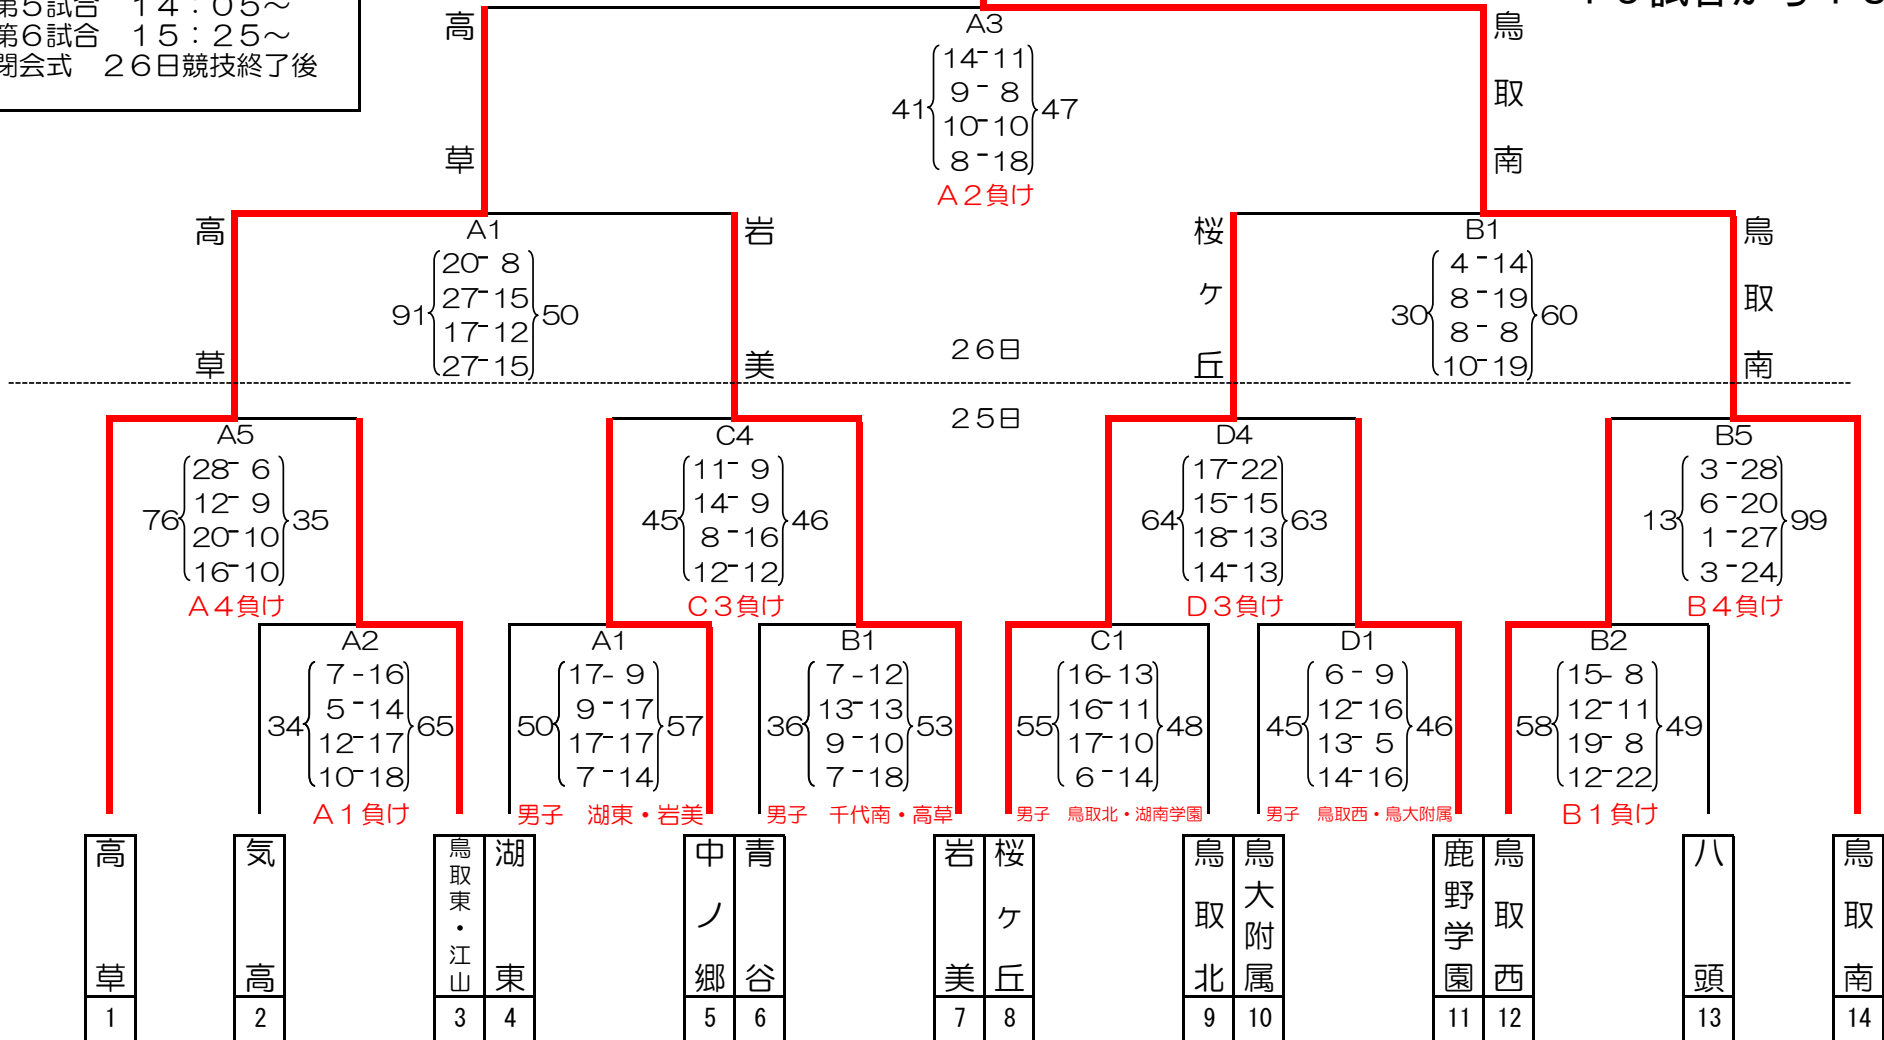 第5試合　14：05～
第6試合　15：25～
閉会式　26日競技終了後
高草
鳥取南
A3
14-11
9-8
41 10-10 47
8-18
A2負け
高草
岩美
桜ヶ丘
鳥取南
A1
20-8
27-15
91 17-12 50
27-15
B1
4-14
8-19
30 8-8 60
10-19
26日
25日
A5
28-6
12-9
76 20-10 35
16-10
A4負け
C4
11-9
14-9
45 8-16 46
12-12
C3負け
D4
17-22
15-15
64 18-13 63
14-13
D3負け
B5
3-28
6-20
13 1-27 99
3-24
B4負け
A2
7-16
5-14
34 12-17 65
10-18
A1負け
A1
17-9
9-17
50 17-17 57
7-14
男子　湖東・岩美
B1
7-12
13-13
36 9-10 53
7-18
男子　千代南・高草
C1
16-13
16-11
55 17-10 48
6-14
男子　鳥取北・湖南学園
D1
6-9
12-16
45 13-5 46
14-16
男子　鳥取西・鳥大附属
B2
15-8
12-11
58 19-8 49
12-22
B1負け
高草
気高
鳥取東・江山
湖東
中ノ郷
青谷
岩美
桜ヶ丘
鳥取北
鳥大附属
鹿野学園
鳥取西
八頭
鳥取南
1 2 3 4 5 6 7 8 9 10 11 12 13 14